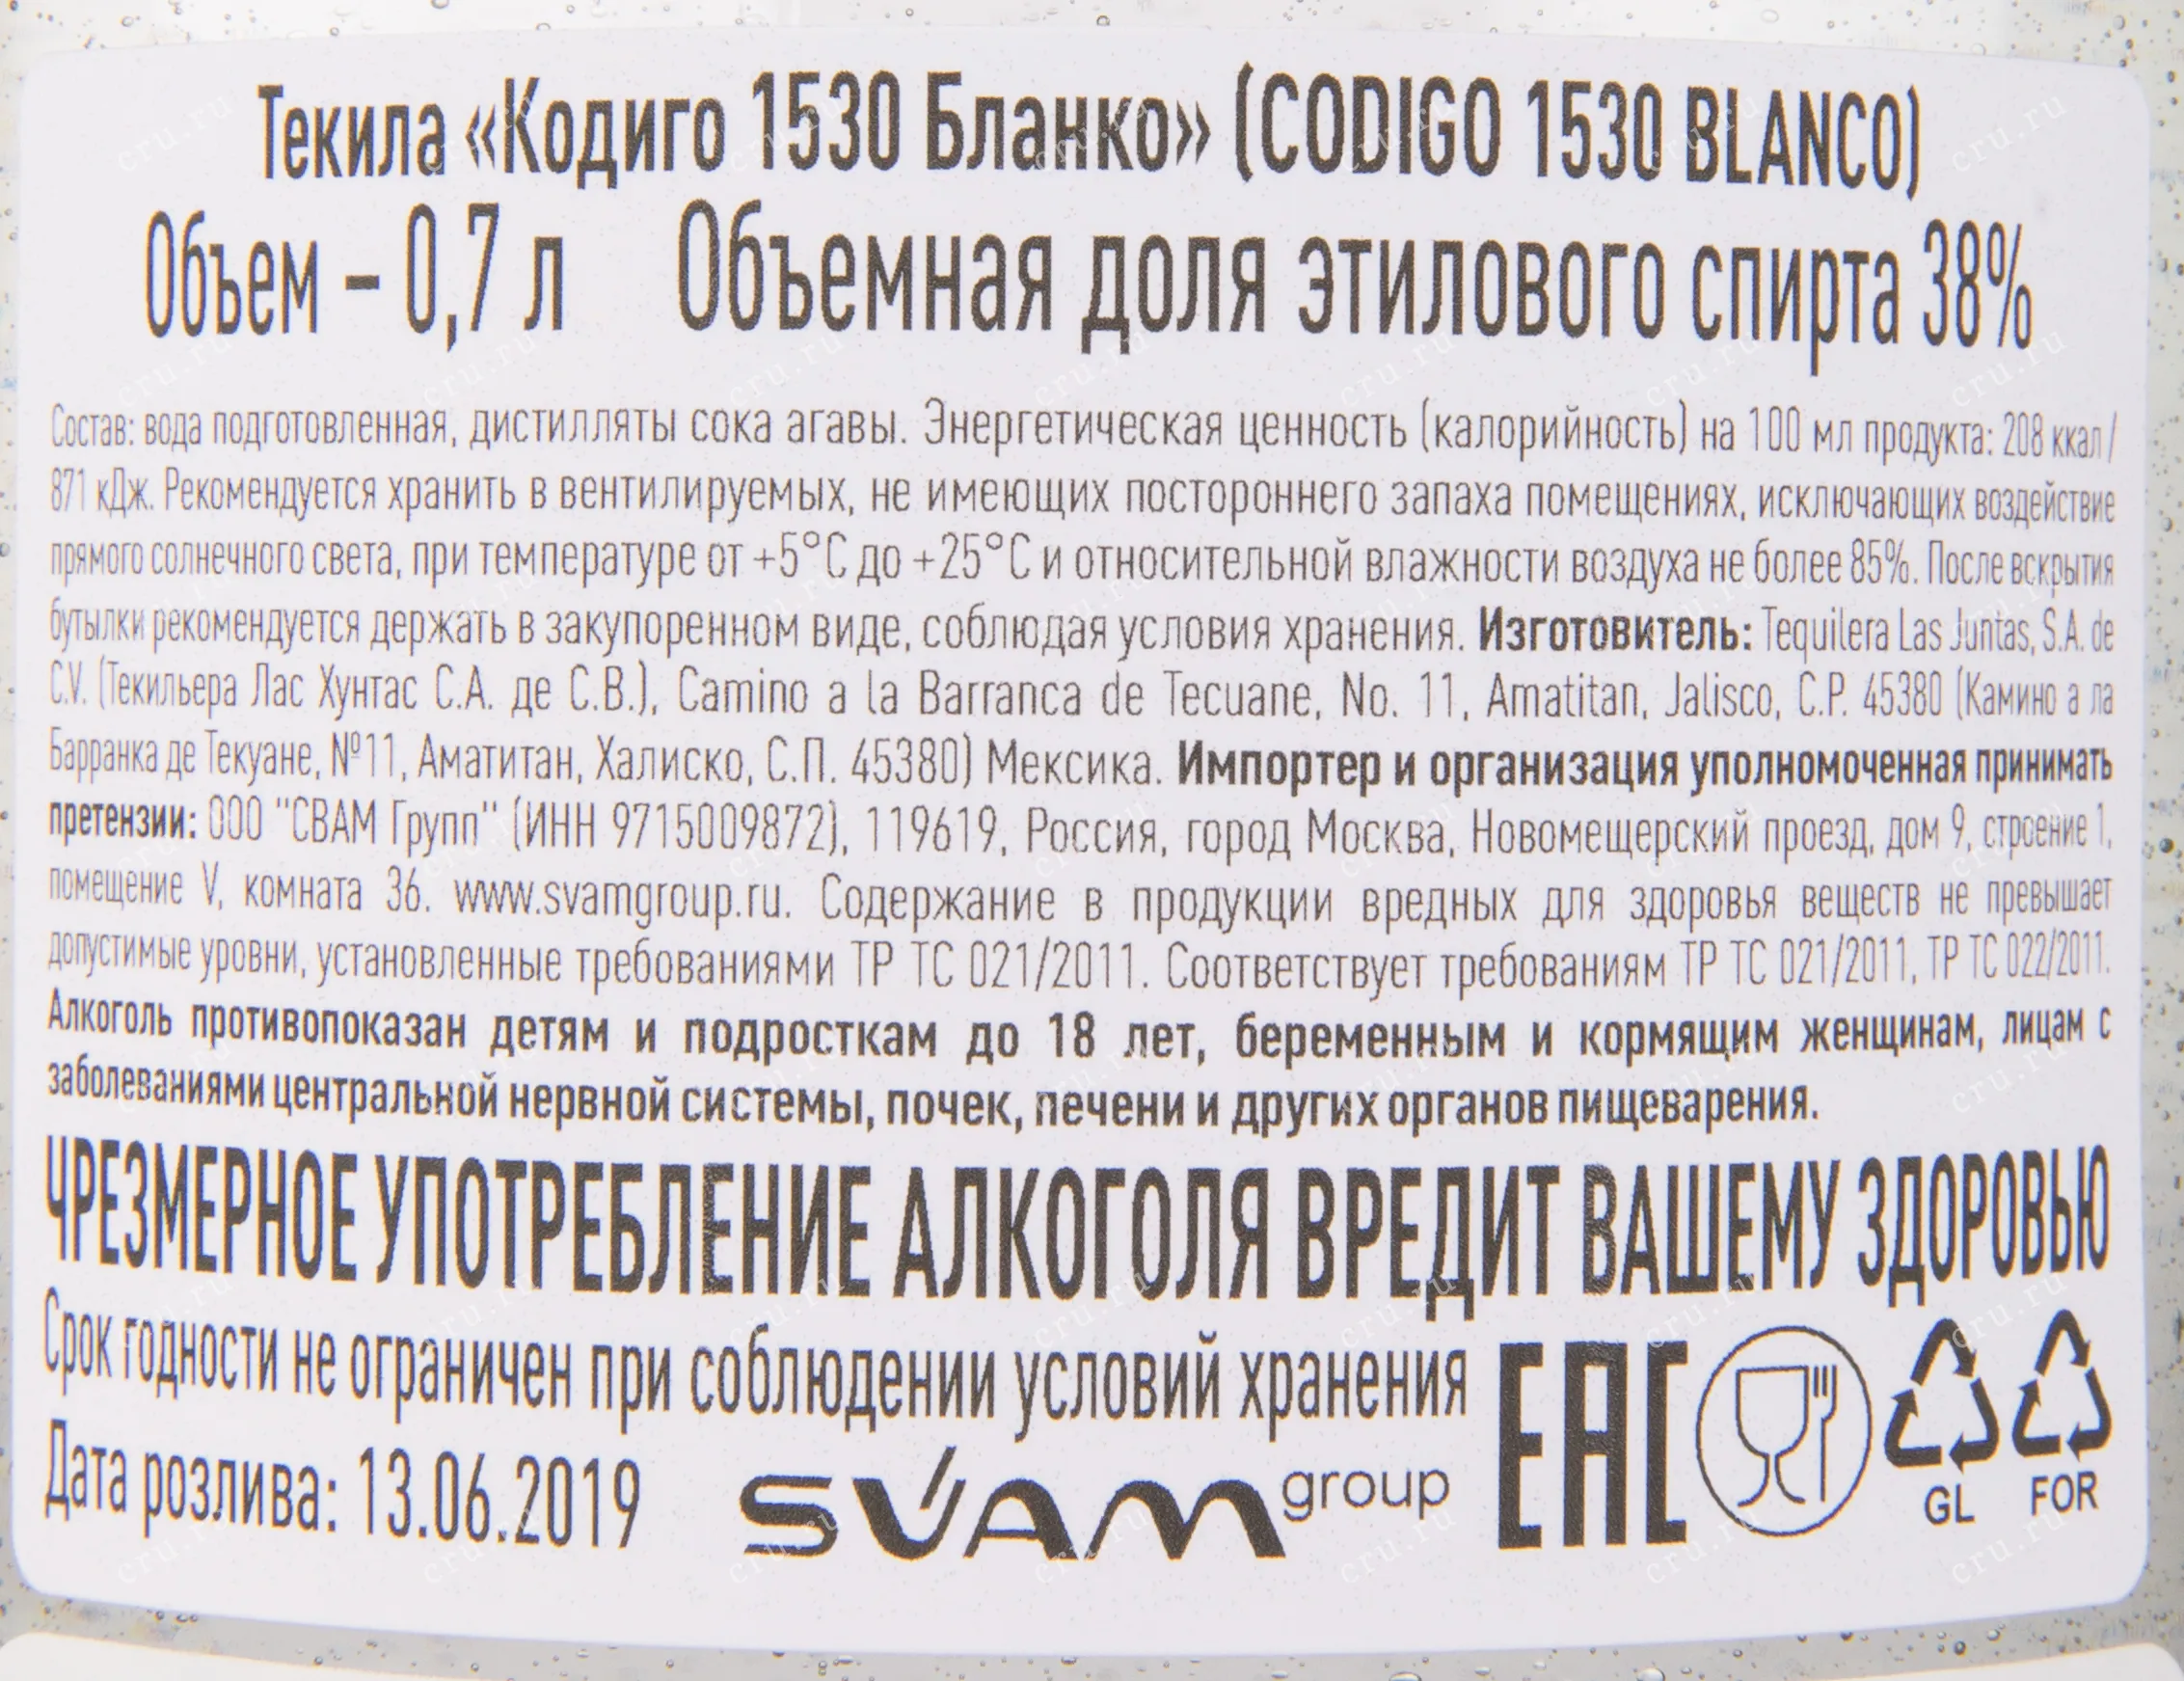 Текила «Кодиго 1530 Бланко» (CODIGO 1530 BLANCO)
Объем – 0,7 л Объемная доля этилового спирта 38%
Состав: вода подготовленная, дистилляты сока агавы. Энергетическая ценность (калорийность) на 100 мл продукта: 208 ккал/
871 кДж. Рекомендуется хранить в вентилируемых, не имеющих постороннего запаха помещениях, исключающих воздействие
прямого солнечного света, при температуре от +5°С до +25°С и относительной влажности воздуха не более 85%. После вскрытия
бутылки рекомендуется держать в закупоренном виде, соблюдая условия хранения. Изготовитель: Tequilera Las Juntas, S.A. de
C.V. (Текильера Лас Хунтас С.А. де С.В.), Camino a la Barranca de Tecuane, No. 11, Amatitan, Jalisco, C.P. 45380 (Камино а ла
Барранка де Текуане, №11, Аматитан, Халиско, С.П. 45380) Мексика. Импортер и организация уполномоченная принимать
претензии: ООО "СВАМ Групп" (ИНН 9715009872), 119619, Россия, город Москва, Новомещерский проезд, дом 9, строение 1,
помещение V, комната 36. www.svamgroup.ru. Содержание в продукции вредных для здоровья веществ не превышает
допустимые уровни, установленные требованиями ТР ТС 021/2011. Соответствует требованиям ТР ТС 021/2011, ТР ТС 022/2011.
Алкоголь противопоказан детям и подросткам до 18 лет, беременным и кормящим женщинам, лицам с
заболеваниями центральной нервной системы, почек, печени и других органов пищеварения.
ЧРЕЗМЕРНОЕ УПОТРЕБЛЕНИЕ АЛКОГОЛЯ ВРЕДИТ ВАШЕМУ ЗДОРОВЬЮ
Срок годности не ограничен при соблюдении условий хранения
Дата розлива: 13.06.2019
SVAM group
EAC
GL
FOR
cru.ru